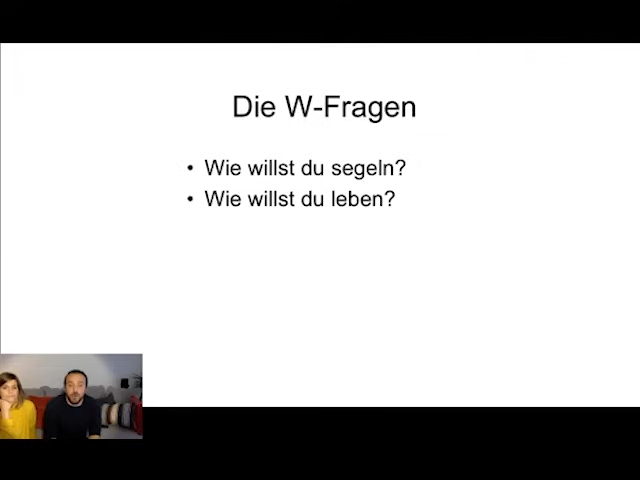 Die W-Fragen
• Wie willst du segeln?
• Wie willst du leben?